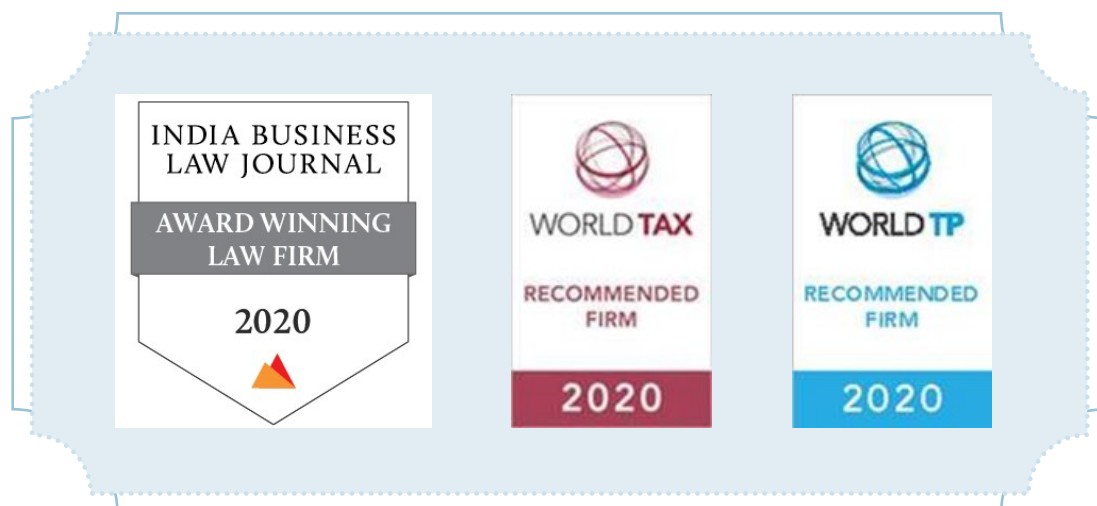 INDIA BUSINESS
LAW JOURNAL
AWARD WINNING
LAW FIRM
2020
WORLD TAX
RECOMMENDED
FIRM
2020
WORLD TP
RECOMMENDED
FIRM
2020